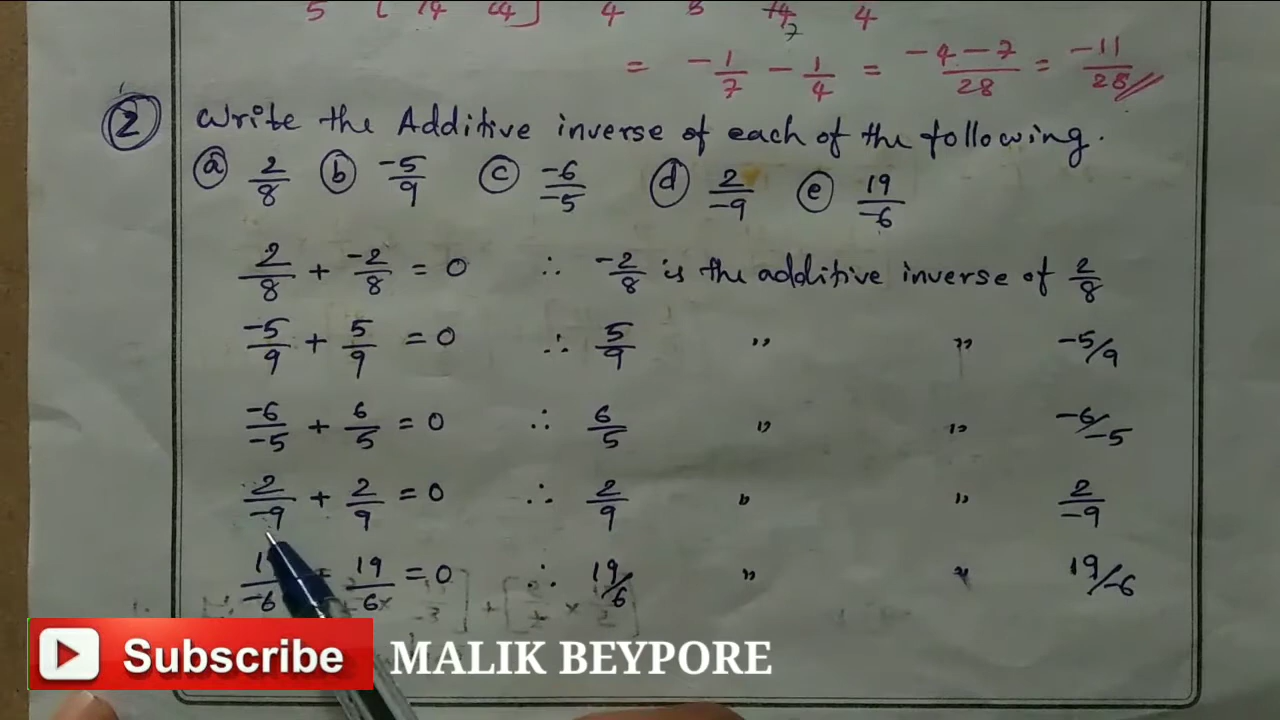 = -1/7 - 1/4 = -4-7/28 = -11/28
② Write the Additive inverse of each of the following.
ⓐ 2/8 ⓑ -5/9 ⓒ -6/-5 ⓓ 2/-9 ⓔ 19/-6
2/8 + -2/8 = 0 ∴ -2/8 is the additive inverse of 2/8
-5/9 + 5/9 = 0 ∴ 5/9 " " -5/9
-6/-5 + 6/5 = 0 ∴ 6/5 " " -6/-5
2/-9 + 2/9 = 0 ∴ 2/9 " " 2/-9
19/6 = 0 ∴ 19/6 " " 19/-6
Subscribe MALIK BEYPORE